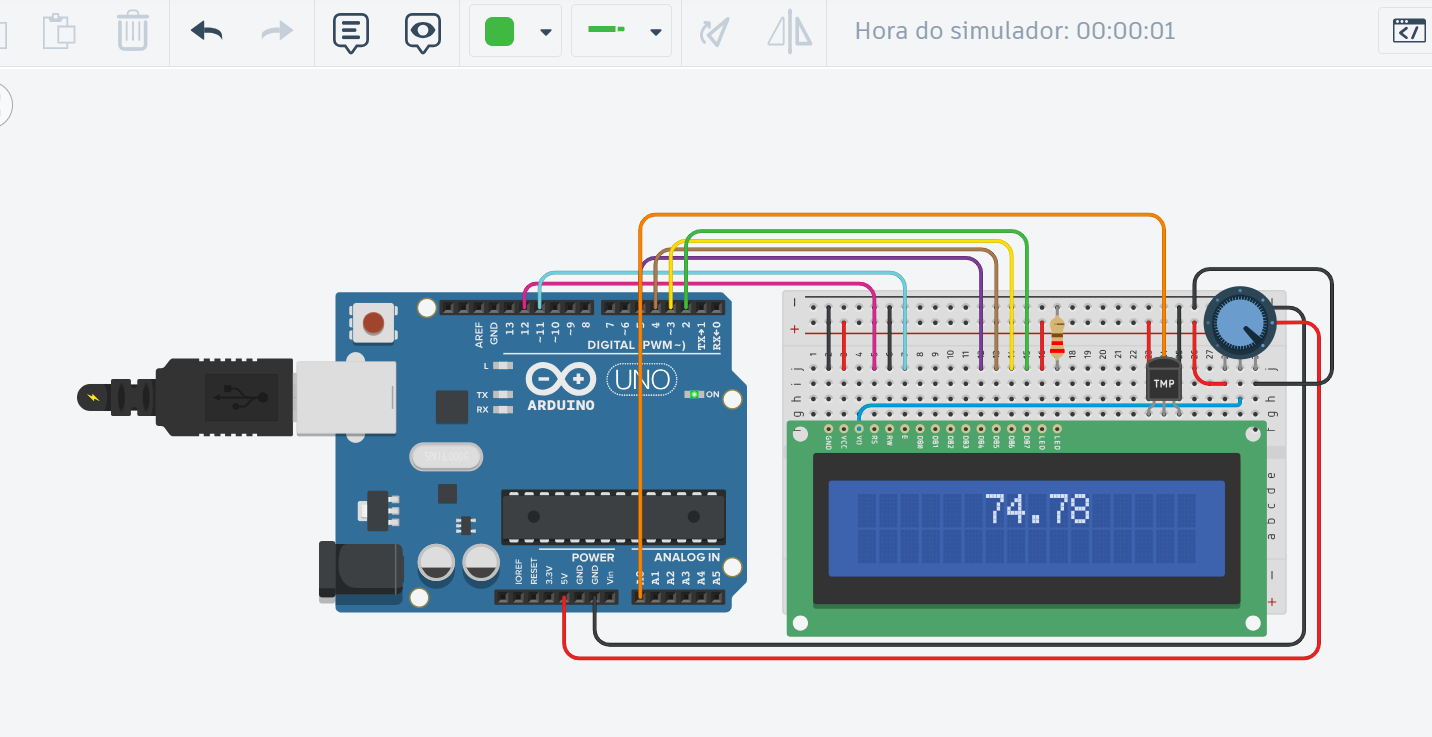 Hora do simulador: 00:00:01
AREF
GND
13
12
~11
~10
~9
8
7
~6
5
4
~3
2
TX→1
RX←0
DIGITAL (PWM~)
L
TX
RX
ARDUINO
UNO
ON
POWER
ANALOG IN
IOREF
RESET
3.3V
5V
GND
GND
Vin
A0
A1
A2
A3
A4
A5
TMP
GND
VCC
V0
RS
RW
E
DB0
DB1
DB2
DB3
DB4
DB5
DB6
DB7
LED
LED
74.78